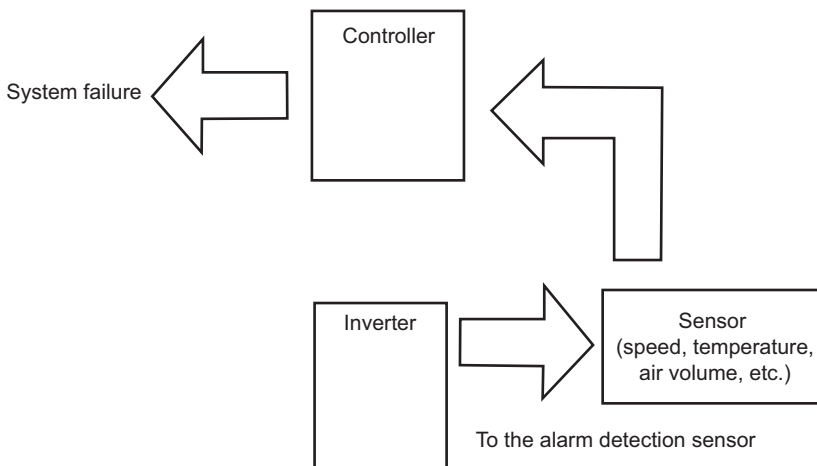 Controller
System failure
Inverter
Sensor
(speed, temperature,
air volume, etc.)
To the alarm detection sensor